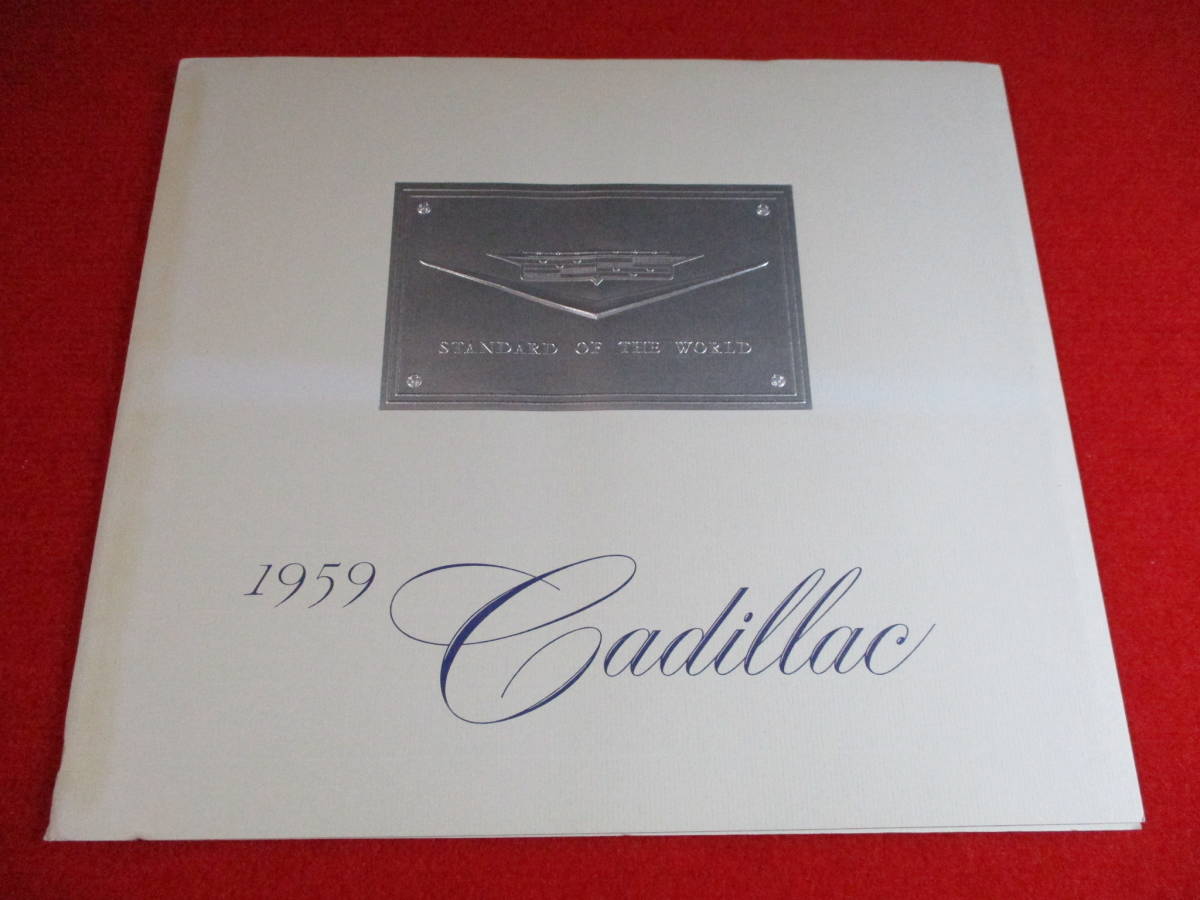 STANDARD OF THE WORLD
1959 Cadillac